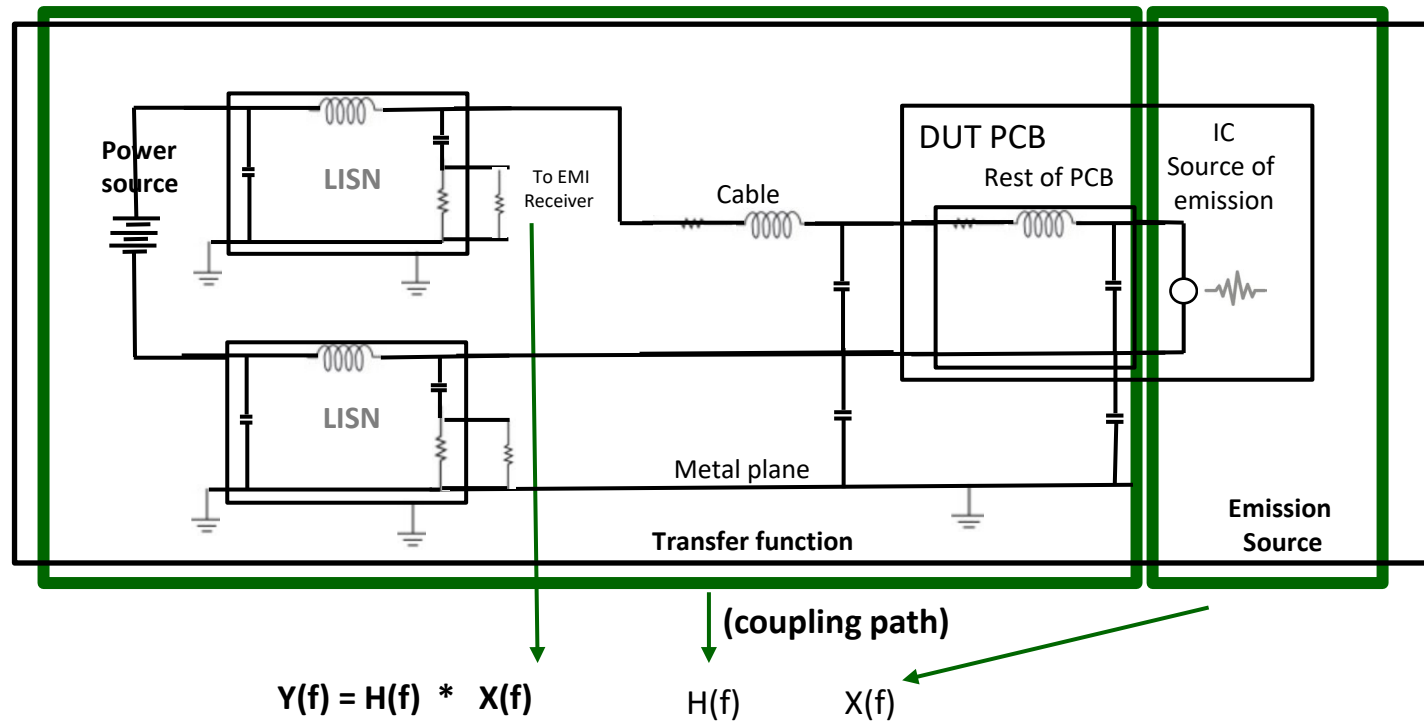 Power
source
LISN
To EMI
Receiver
Cable
DUT PCB
Rest of PCB
IC
Source of
emission
LISN
Metal plane
Transfer function
Emission
Source
(coupling path)
Y(f) = H(f) * X(f)
H(f)
X(f)